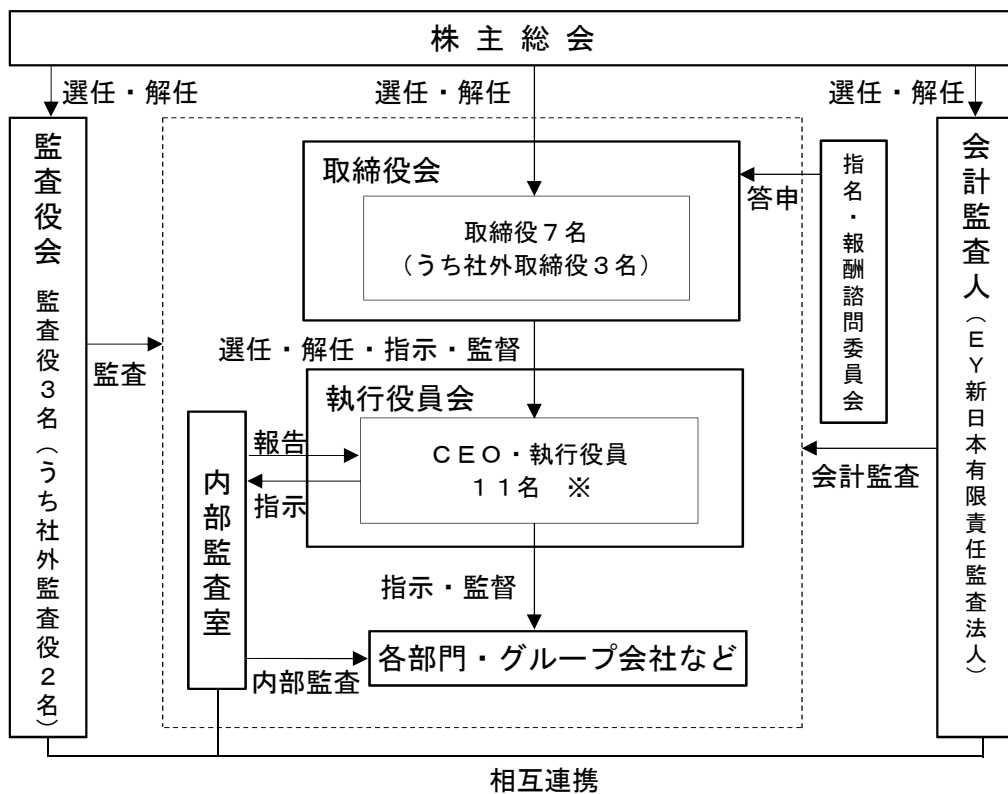 株主総会
選任・解任
選任・解任
選任・解任
監査役会 監査役３名（うち社外監査役２名）
監査
取締役会
取締役７名
（うち社外取締役３名）
答申
指名・報酬諮問委員会
会計監査人（ＥＹ新日本有限責任監査法人）
選任・解任・指示・監督
執行役員会
ＣＥＯ・執行役員
１１名　※
報告
指示
内部監査室
会計監査
指示・監督
各部門・グループ会社など
内部監査
相互連携